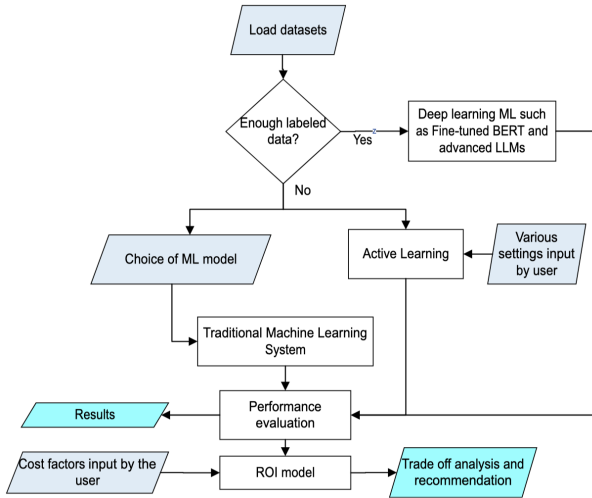 Load datasets
Enough labeled
data?
Yes
Deep learning ML such
as Fine-tuned BERT and
advanced LLMs
No
Choice of ML model
Active Learning
Various
settings input
by user
Traditional Machine Learning
System
Results
Performance
evaluation
Cost factors input by the
user
ROI model
Trade off analysis and
recommendation